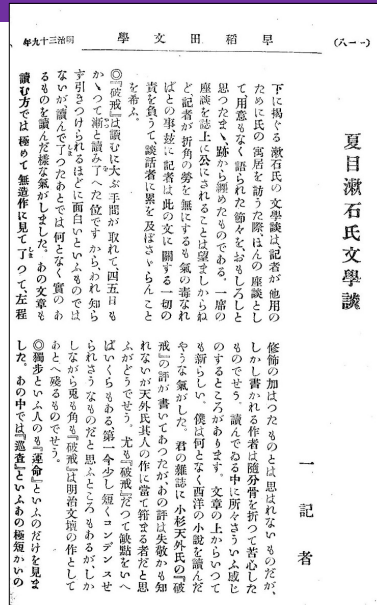 明治三十九年
早稲田文學
(一一八)
夏目漱石氏文學談
一記者
下に掲ぐる漱石氏の文學談は記者が他用の
ために氏の寓居を訪うた際、ほんの座談とし
て、用意もなく語られた節々を、おもしろしと
思つたまゝ跡から纏めたものである。一席の
座談を誌上に公にされることは望ましからね
ど記者が折角の勞を無にするも氣の毒なれ
ばとの事、玆に記者は此の文に關する一切の
責を負うて、談話者に累を及ぼさゞらんこと
を希ふ。
◎『破戒』は讀むに大ぶ手間が取れて、四五日も
かゝつて漸と讀み了へた位ですから、われ知ら
ず引きつけられるほどに面白いといふものでは
ないが、讀んで了つたあとでは何となく實のあ
るものを讀んだ樣な氣がしました。あの文章も
讀む方では極めて無造作に見て了つて、左程
修飾の加はつたものとは思はれないものだが、
しかし書かれる作者は隨分骨を折つて苦心した
ものでせう。讀んでゐる中に所々さういふ感じ
のするところがあります。文章の上からいつて
も新らしい。僕は何となく西洋の小説を讀んだ
やうな氣がした。君の雜誌に小杉天外氏の『破
戒』の評が書いてあつたが、あの評は失敬かも知
れないが天外氏其人の作に當て籍まる者だと思
ふがどうでせう。尤も『破戒』だつて缺點をいへ
ばいくらもある。第一今少し短くコンデンスせ
られさうなものだと思ふところもあるが、しか
しながら兎も角も『破戒』は明治文壇の作として
あとへ殘るものでせう。
◎獨步といふ人のも『運命』といふのだけを見ま
した。あの中では『巡査』といふあの極短かいの